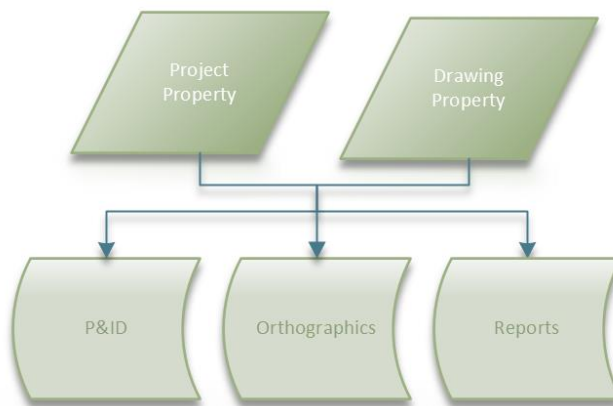 Project
Property
Drawing
Property
P&ID
Orthographics
Reports